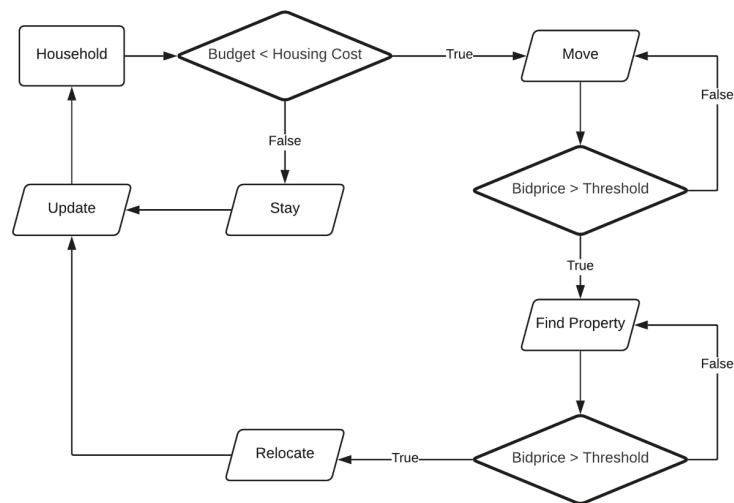 Household
Budget < Housing Cost
True
Move
False
False
Update
Stay
Bidprice > Threshold
True
Find Property
False
Relocate
True
Bidprice > Threshold